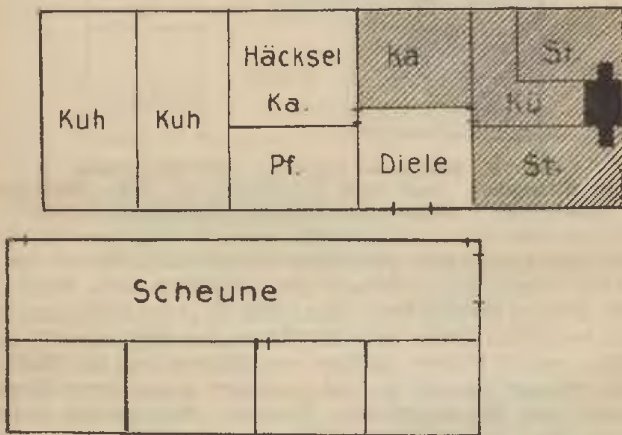 Häcksel
Ka.
Ka
St.
Kuh
Kuh
Kü
Pf.
Diele
St.
Scheune